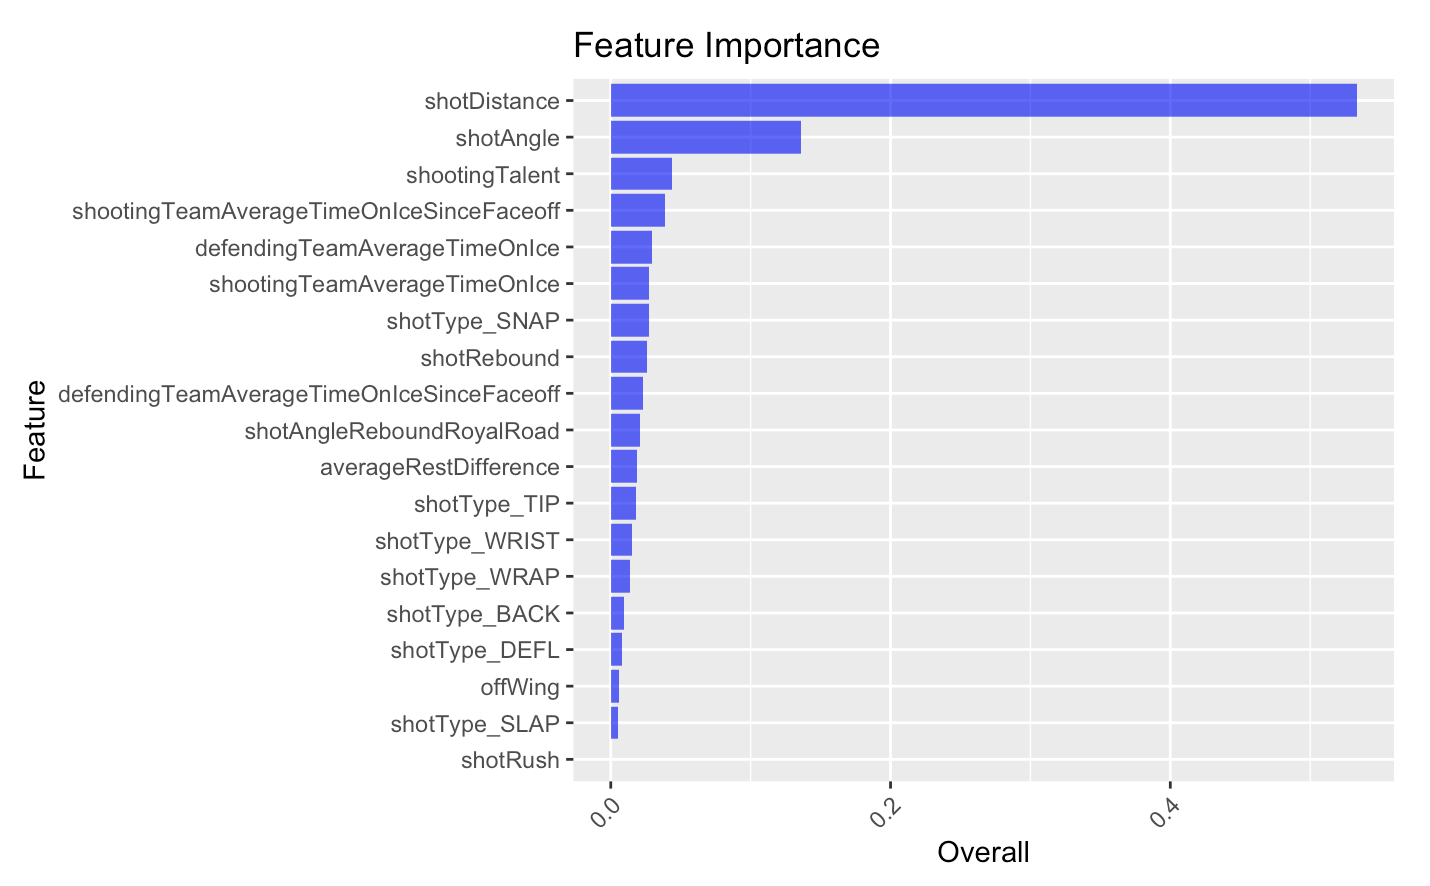 Feature Importance
shotDistance
shotAngle
shootingTalent
shootingTeamAverageTimeOnIceSinceFaceoff
defendingTeamAverageTimeOnIce
shootingTeamAverageTimeOnIce
shotType_SNAP
shotRebound
defendingTeamAverageTimeOnIceSinceFaceoff
shotAngleReboundRoyalRoad
averageRestDifference
shotType_TIP
shotType_WRIST
shotType_WRAP
shotType_BACK
shotType_DEFL
offWing
shotType_SLAP
shotRush
Feature
0.0
0.2
0.4
Overall